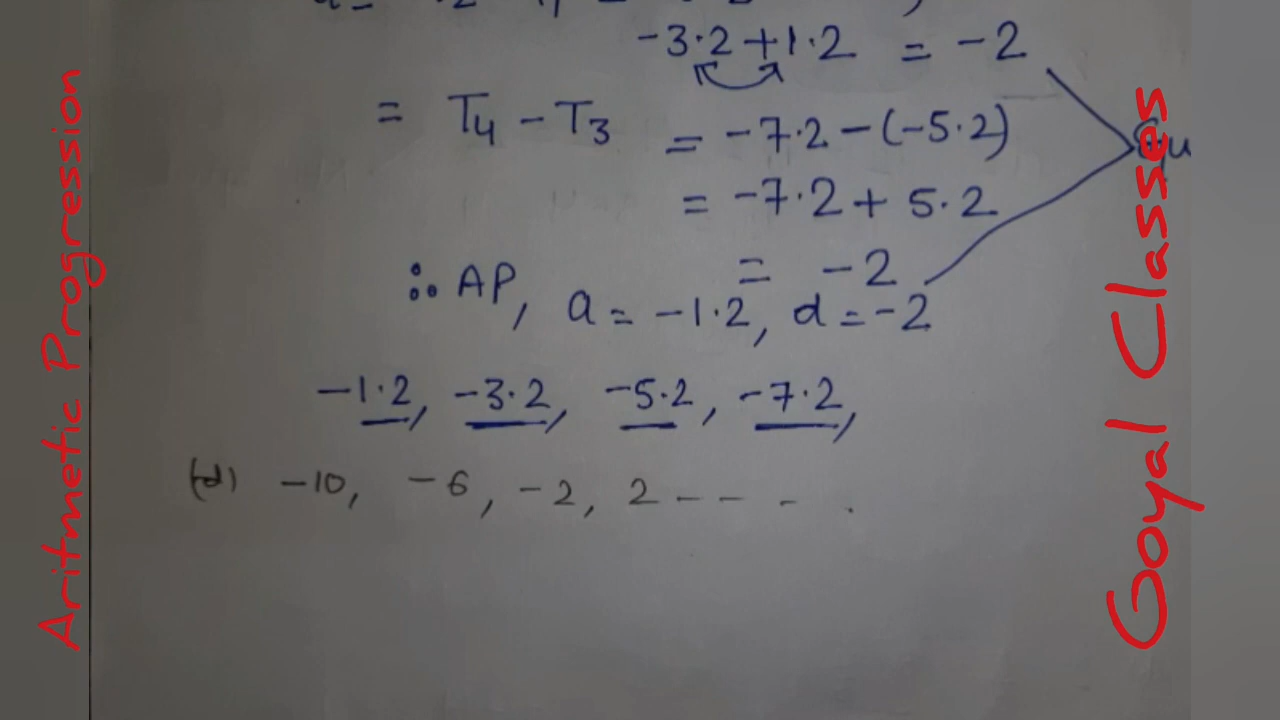 -3.2 + 1.2 = -2
= T4 - T3 = -7.2 - (-5.2)
= -7.2 + 5.2
= -2
∴ AP, a = -1.2, d = -2
-1.2, -3.2, -5.2, -7.2,
(d) -10, -6, -2, 2 - - - .
Aritmetic Progression
Goyal Classes